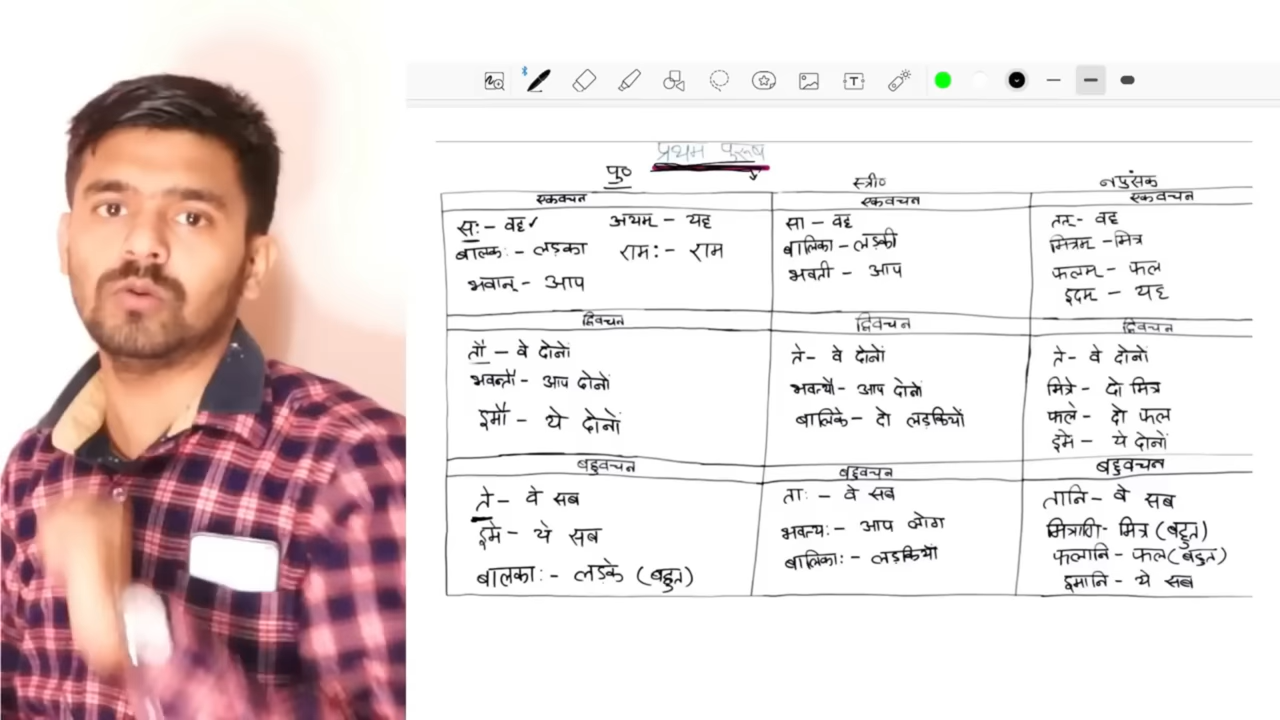 प्रथम पुरूष
पु०
स्त्री०
नपुंसक
एकवचन
सः - वह
अयम् - यह
बालकः - लड़का
रामः - राम
भवान् - आप
एकवचन
सा - वह
बालिका - लड़की
भवती - आप
एकवचन
तत् - वह
मित्रम् - मित्र
फलम् - फल
इदम् - यह
द्विवचन
तौ - वे दोनों
भवन्तौ - आप दोनों
इमौ - ये दोनों
द्विवचन
ते - वे दोनों
भवत्यौ - आप दोनों
बालिके - दो लड़कियाँ
द्विवचन
ते - वे दोनों
मित्रे - दो मित्र
फले - दो फल
इमे - ये दोनों
बहुवचन
ते - वे सब
इमे - ये सब
बालकाः - लड़के (बहुत)
बहुवचन
ताः - वे सब
भवत्यः - आप लोग
बालिकाः - लड़कियाँ
बहुवचन
तानि - वे सब
मित्राणि - मित्र (बहुत)
फलानि - फल (बहुत)
इमानि - ये सब